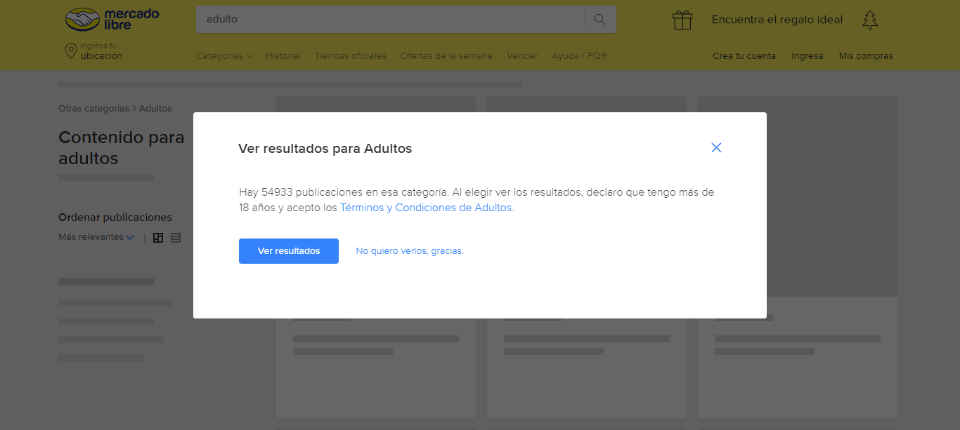 mercado
libre
adulto
Encuentra el regalo ideal
Ingresa tu
ubicación
Categorías
Historial
Tiendas oficiales
Ofertas de la semana
Vender
Ayuda / PQR
Crea tu cuenta
Ingresa
Mis compras
Otras categorías > Adultos
Contenido para
adultos
Ordenar publicaciones
Más relevantes
Ver resultados para Adultos
Hay 54933 publicaciones en esa categoría. Al elegir ver los resultados, declaro que tengo más de
18 años y acepto los Términos y Condiciones de Adultos.
Ver resultados
No quiero verlos, gracias.